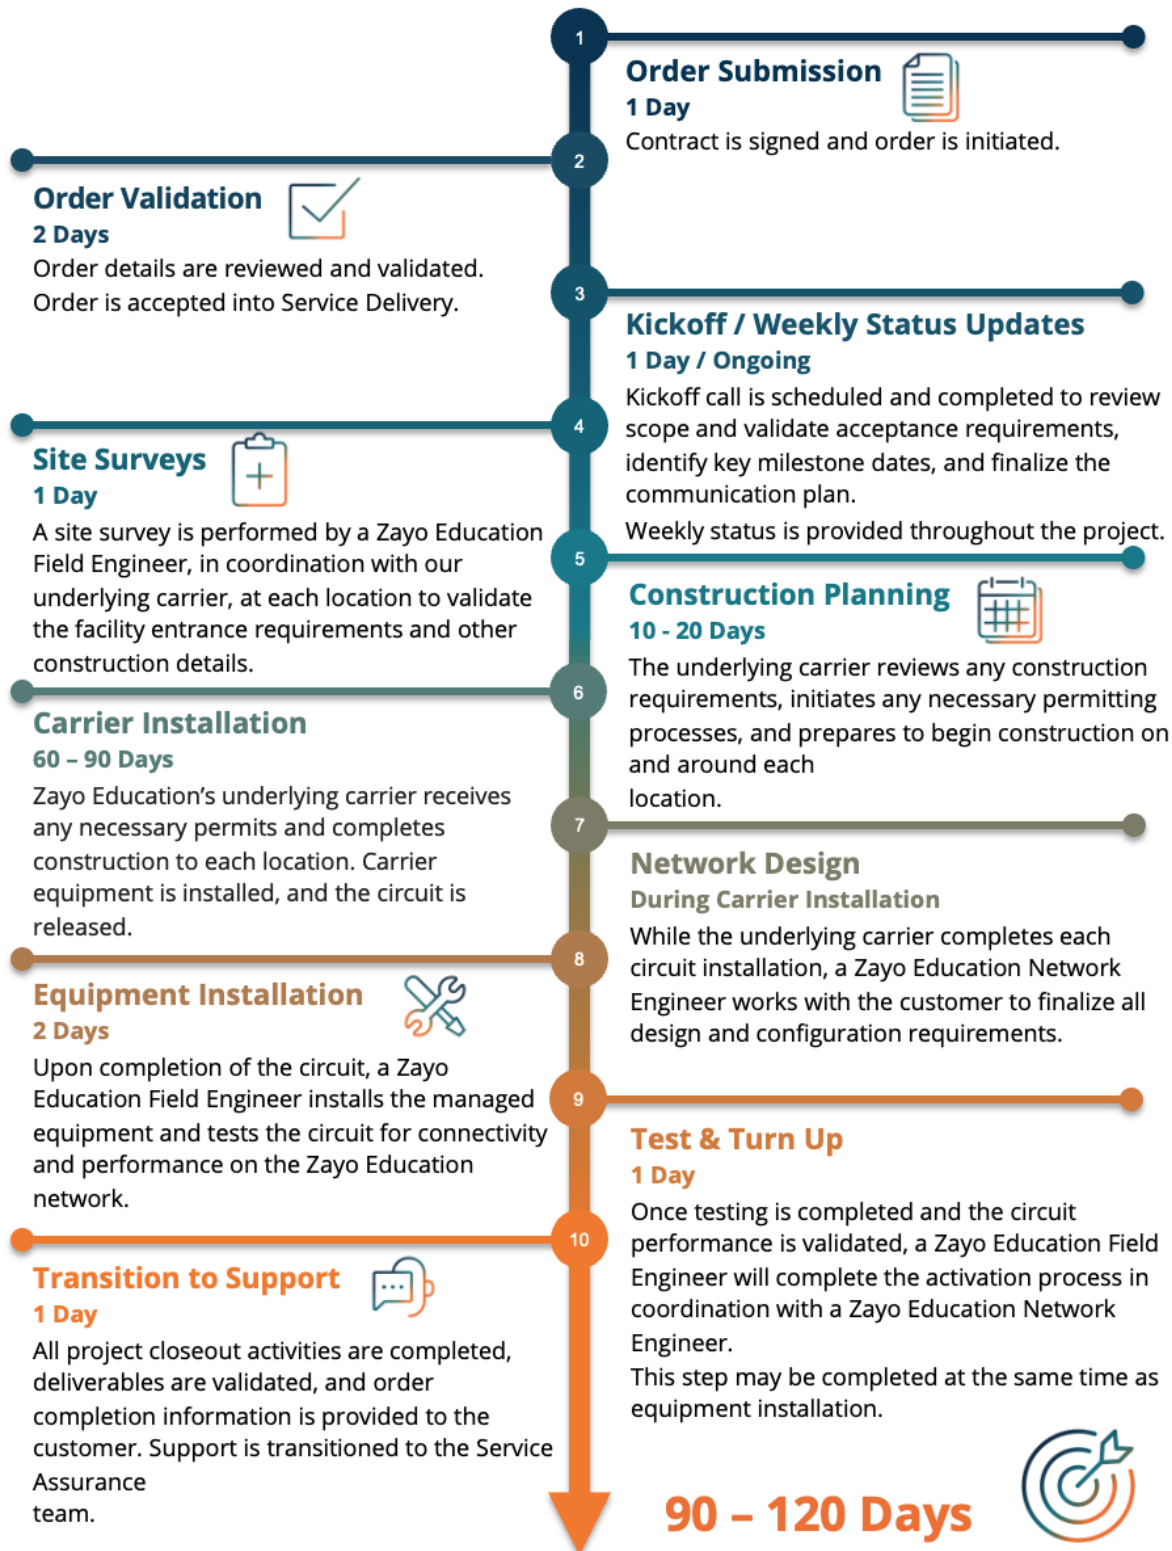 1
Order Submission
1 Day
Contract is signed and order is initiated.
2
Order Validation
2 Days
Order details are reviewed and validated.
Order is accepted into Service Delivery.
3
Kickoff / Weekly Status Updates
1 Day / Ongoing
Kickoff call is scheduled and completed to review
scope and validate acceptance requirements,
identify key milestone dates, and finalize the
communication plan.
Weekly status is provided throughout the project.
4
Site Surveys
1 Day
A site survey is performed by a Zayo Education
Field Engineer, in coordination with our
underlying carrier, at each location to validate
the facility entrance requirements and other
construction details.
5
Construction Planning
10 - 20 Days
The underlying carrier reviews any construction
requirements, initiates any necessary permitting
processes, and prepares to begin construction on
and around each
location.
6
Carrier Installation
60 – 90 Days
Zayo Education’s underlying carrier receives
any necessary permits and completes
construction to each location. Carrier
equipment is installed, and the circuit is
released.
7
Network Design
During Carrier Installation
While the underlying carrier completes each
circuit installation, a Zayo Education Network
Engineer works with the customer to finalize all
design and configuration requirements.
8
Equipment Installation
2 Days
Upon completion of the circuit, a Zayo
Education Field Engineer installs the managed
equipment and tests the circuit for connectivity
and performance on the Zayo Education
network.
9
Test & Turn Up
1 Day
Once testing is completed and the circuit
performance is validated, a Zayo Education Field
Engineer will complete the activation process in
coordination with a Zayo Education Network
Engineer.
This step may be completed at the same time as
equipment installation.
10
Transition to Support
1 Day
All project closeout activities are completed,
deliverables are validated, and order
completion information is provided to the
customer. Support is transitioned to the Service
Assurance
team.
90 – 120 Days